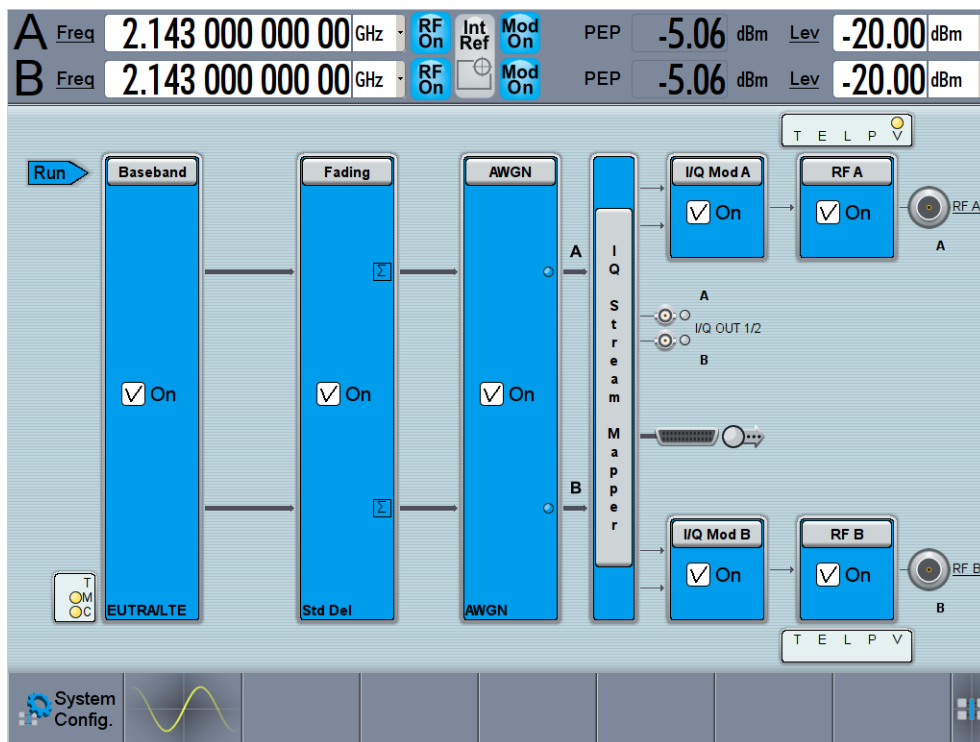 A Freq 2.143 000 000 00 GHz RF On Int Ref Mod On PEP -5.06 dBm Lev -20.00 dBm
B Freq 2.143 000 000 00 GHz RF On Mod On PEP -5.06 dBm Lev -20.00 dBm
T E L P V
Run Baseband Fading AWGN I/Q Mod A RF A
On On RF A
A
A Σ
I Q Stream Mapper
A
I/Q OUT 1/2
B
On On On
B Σ
I/Q Mod B RF B
On On RF B
B
T
M
C
EUTRA/LTE Std Del AWGN
T E L P V
System
Config.